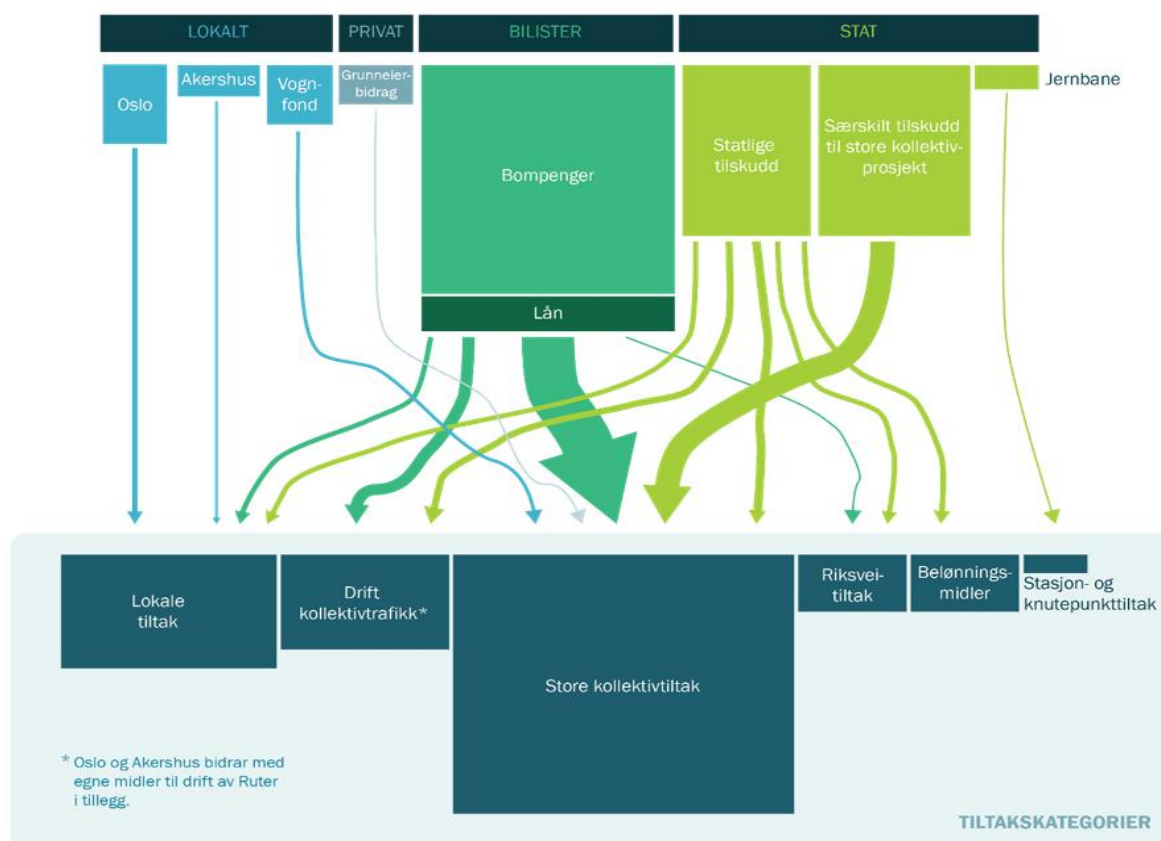 LOKALT
PRIVAT
BILISTER
STAT
Oslo
Akershus
Vogn-
fond
Grunneier-
bidrag
Bompenger
Lån
Statlige
tilskudd
Særskilt tilskudd
til store kollektiv-
prosjekt
Jernbane
Lokale
tiltak
Drift
kollektivtrafikk*
Store kollektivtiltak
Riksvei-
tiltak
Belønnings-
midler
Stasjon- og
knutepunkttiltak
* Oslo og Akershus bidrar med
egne midler til drift av Ruter
i tillegg.
TILTAKSKATEGORIER